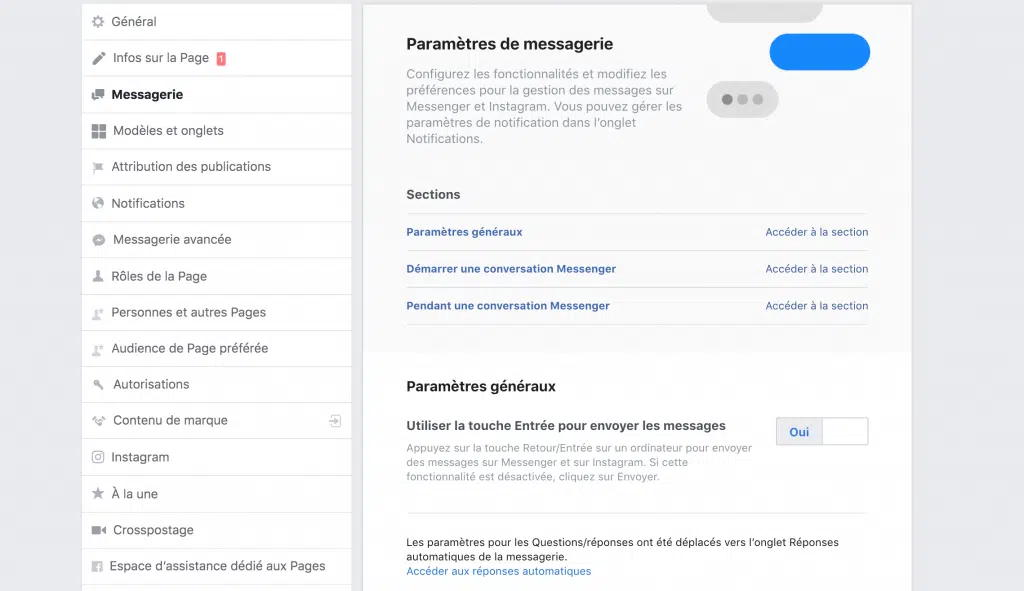 Général
Infos sur la Page 1
Messagerie
Modèles et onglets
Attribution des publications
Notifications
Messagerie avancée
Rôles de la Page
Personnes et autres Pages
Audience de Page préférée
Autorisations
Contenu de marque
Instagram
À la une
Crosspostage
Espace d'assistance dédié aux Pages
Paramètres de messagerie
Configurez les fonctionnalités et modifiez les
préférences pour la gestion des messages sur
Messenger et Instagram. Vous pouvez gérer les
paramètres de notification dans l'onglet
Notifications.
Sections
Paramètres généraux Accéder à la section
Démarrer une conversation Messenger Accéder à la section
Pendant une conversation Messenger Accéder à la section
Paramètres généraux
Utiliser la touche Entrée pour envoyer les messages
Oui
Appuyez sur la touche Retour/Entrée sur un ordinateur pour envoyer
des messages sur Messenger et sur Instagram. Si cette
fonctionnalité est désactivée, cliquez sur Envoyer.
Les paramètres pour les Questions/réponses ont été déplacés vers l'onglet Réponses
automatiques de la messagerie.
Accéder aux réponses automatiques